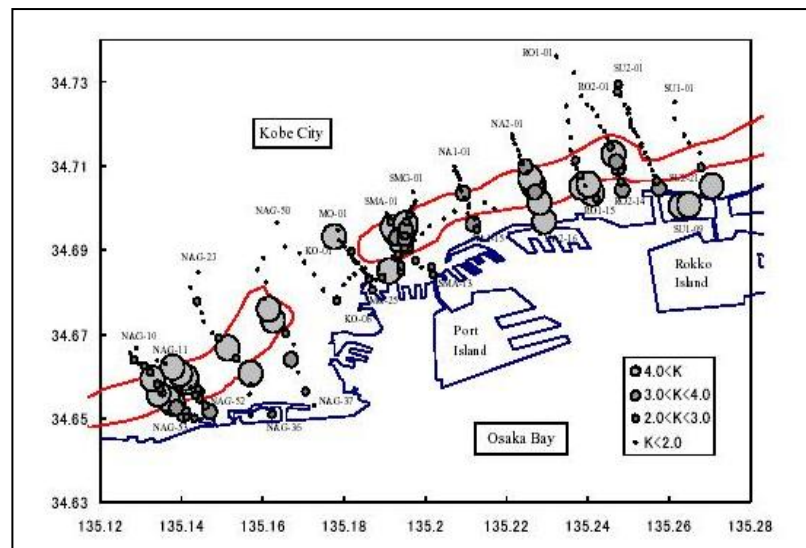 34.73
34.71
34.69
34.67
34.65
34.63
135.12 135.14 135.16 135.18 135.2 135.22 135.24 135.26 135.28
RO1-01
SU2-01
RO2-01
SU1-01
Kobe City
NA2-01
NA1-01
SMG-01
SMA-01
MO-01
NAG-50
KO-01
SU2-21
RO2-14
RO1-15
SU1-09
NAG-23
SMA-13
KO-06
Rokko
Island
Port
Island
NAG-10
NAG-11
NAG-52
NAG-37
NAG-36
Osaka Bay
4.0<K
3.0<K<4.0
2.0<K<3.0
K<2.0